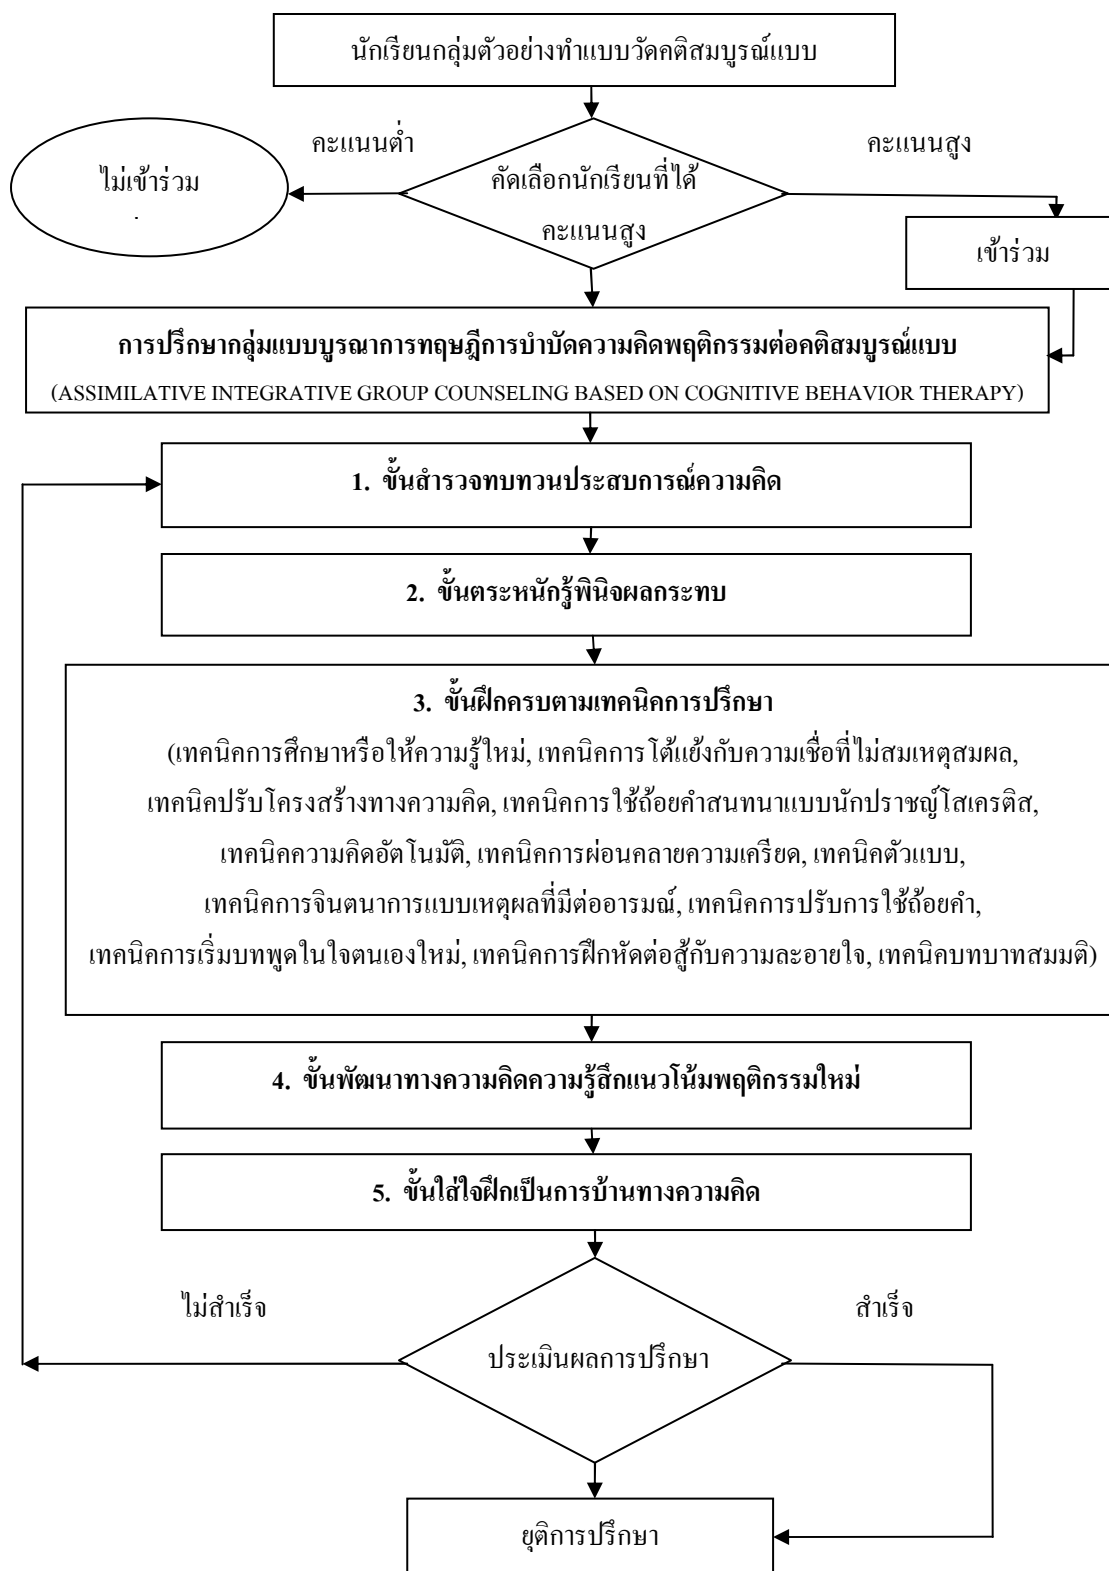 นักเรียนกลุ่มตัวอย่างทำแบบวัดคติสมบูรณ์แบบ
คะแนนต่ำ
คะแนนสูง
ไม่เข้าร่วม
คัดเลือกนักเรียนที่ได้
คะแนนสูง
เข้าร่วม
การปรึกษากลุ่มแบบบูรณาการทฤษฎีการบำบัดความคิดพฤติกรรมต่อคติสมบูรณ์แบบ
(ASSIMILATIVE INTEGRATIVE GROUP COUNSELING BASED ON COGNITIVE BEHAVIOR THERAPY)
1. ขั้นสำรวจทบทวนประสบการณ์ความคิด
2. ขั้นตระหนักรู้พินิจผลกระทบ
3. ขั้นฝึกครบตามเทคนิคการปรึกษา
(เทคนิคการศึกษาหรือให้ความรู้ใหม่, เทคนิคการโต้แย้งกับความเชื่อที่ไม่สมเหตุสมผล,
เทคนิคปรับโครงสร้างทางความคิด, เทคนิคการใช้ถ้อยคำสนทนาแบบนักปราชญ์โสเครติส,
เทคนิคความคิดอัตโนมัติ, เทคนิคการผ่อนคลายความเครียด, เทคนิคตัวแบบ,
เทคนิคการจินตนาการแบบเหตุผลที่มีต่ออารมณ์, เทคนิคการปรับการใช้ถ้อยคำ,
เทคนิคการเริ่มบทพูดในใจตนเองใหม่, เทคนิคการฝึกหัดต่อสู้กับความละอายใจ, เทคนิคบทบาทสมมติ)
4. ขั้นพัฒนาทางความคิดความรู้สึกแนวโน้มพฤติกรรมใหม่
5. ขั้นใส่ใจฝึกเป็นการบ้านทางความคิด
ไม่สำเร็จ
สำเร็จ
ประเมินผลการปรึกษา
ยุติการปรึกษา